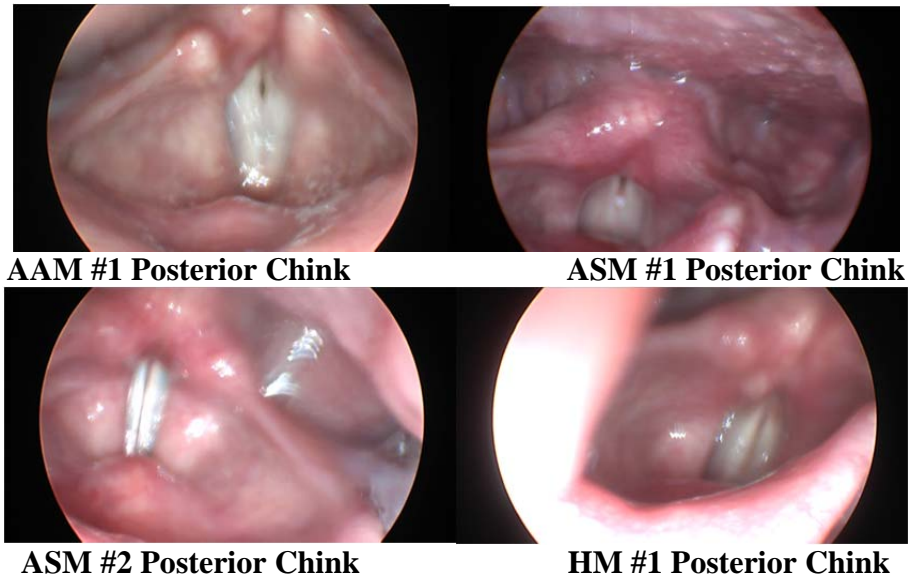 AAM #1 Posterior Chink
ASM #1 Posterior Chink
ASM #2 Posterior Chink
HM #1 Posterior Chink